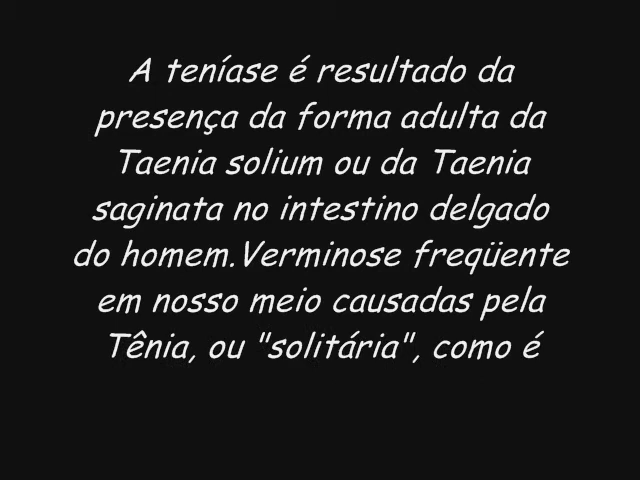 A teníase é resultado da
presença da forma adulta da
Taenia solium ou da Taenia
saginata no intestino delgado
do homem.Verminose freqüente
em nosso meio causadas pela
Tênia, ou "solitária", como é